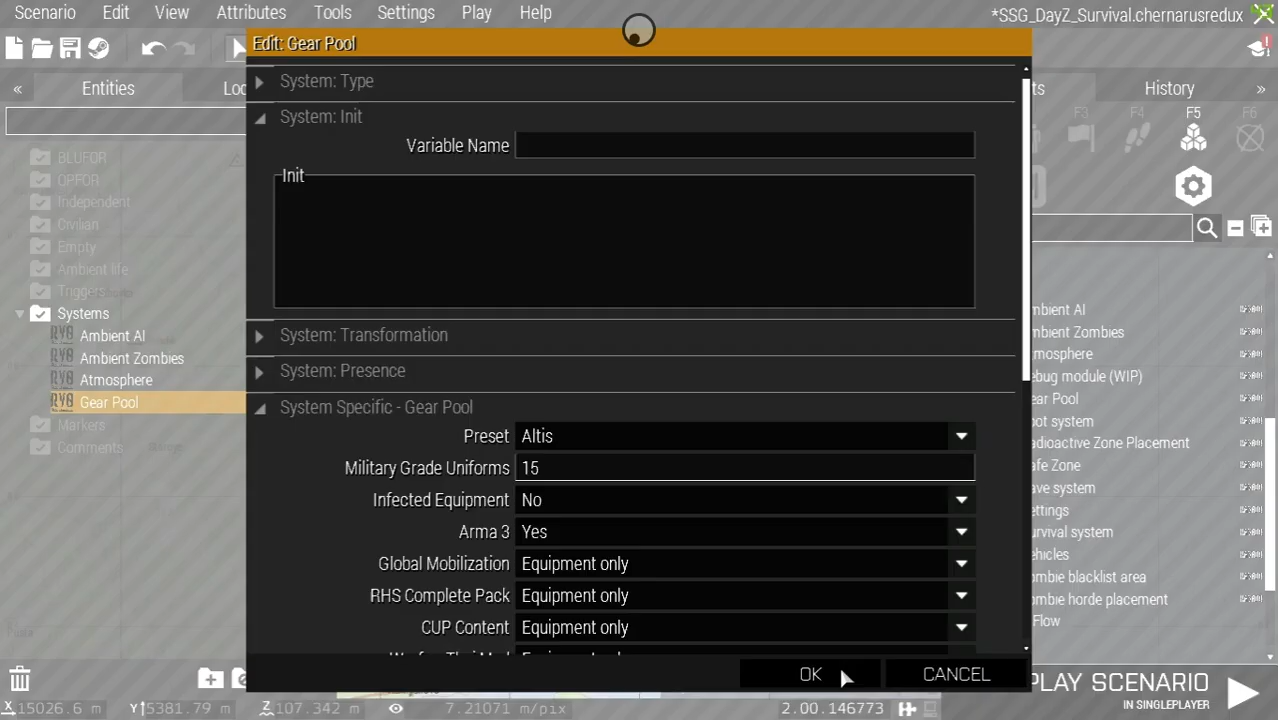 Scenario Edit View Attributes Tools Settings Play Help
*SSG_DayZ_Survival.chernarusredux
Edit: Gear Pool
« Entities
History »
F3 F4 F5 F6
System: Type
System: Init
Variable Name
Init
System: Transformation
System: Presence
System Specific - Gear Pool
Preset Altis
Military Grade Uniforms 15
Infected Equipment No
Arma 3 Yes
Global Mobilization Equipment only
RHS Complete Pack Equipment only
CUP Content Equipment only
OK CANCEL
BLUFOR
OPFOR
Independent
Civilian
Empty
Ambient life
Triggers
Systems
Ambient AI
Ambient Zombies
Atmosphere
Gear Pool
Markers
Comments
mbient AI
mbient Zombies
tmosphere
ebug module (WIP)
ear Pool
oot system
adioactive Zone Placement
afe Zone
ave system
ettings
urvival system
ehicles
ombie blacklist area
ombie horde placement
Flow
PLAY SCENARIO
IN SINGLEPLAYER
X 15026.6 m Y 5381.79 m Z 107.342 m 7.21071 m/pix 2.00.146773